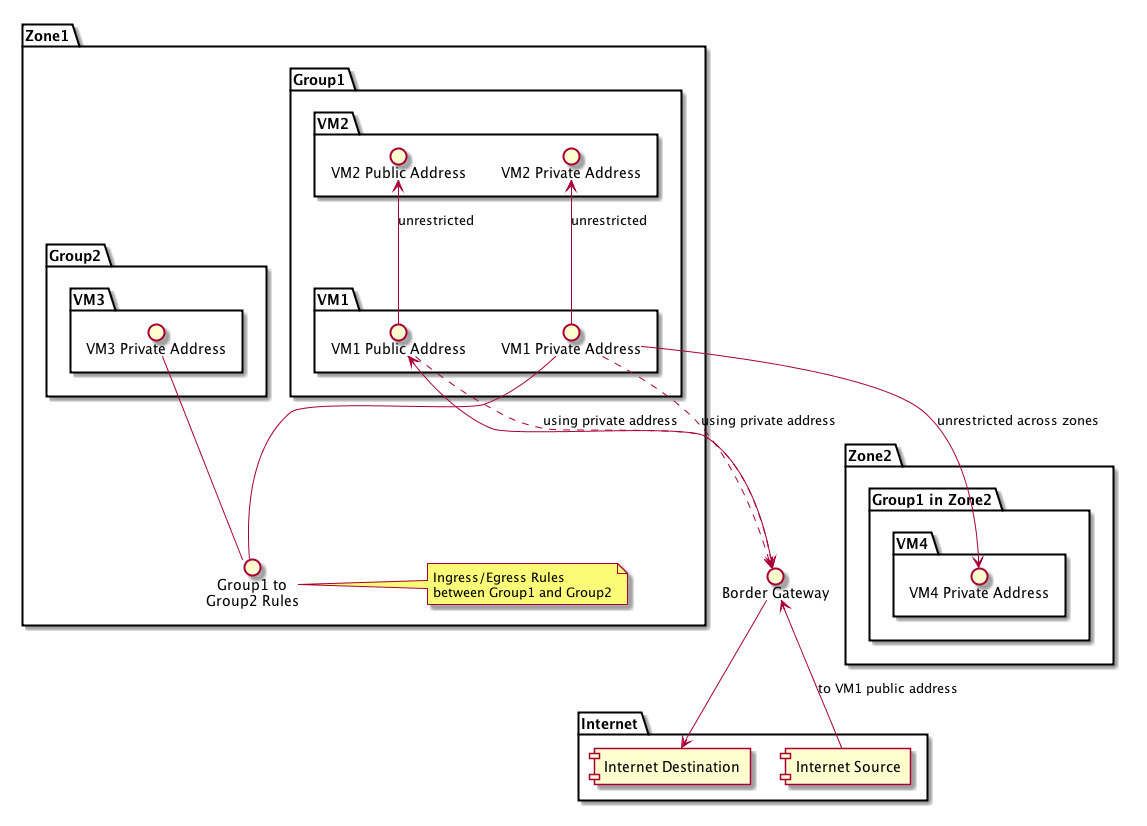 Zone1
Group1
VM2
VM2 Public Address
VM2 Private Address
unrestricted
unrestricted
Group2
VM3
VM3 Private Address
VM1
VM1 Public Address
VM1 Private Address
using private address
using private address
unrestricted across zones
Zone2
Group1 in Zone2
VM4
VM4 Private Address
Group1 to
Group2 Rules
Ingress/Egress Rules
between Group1 and Group2
Border Gateway
to VM1 public address
Internet
Internet Destination
Internet Source